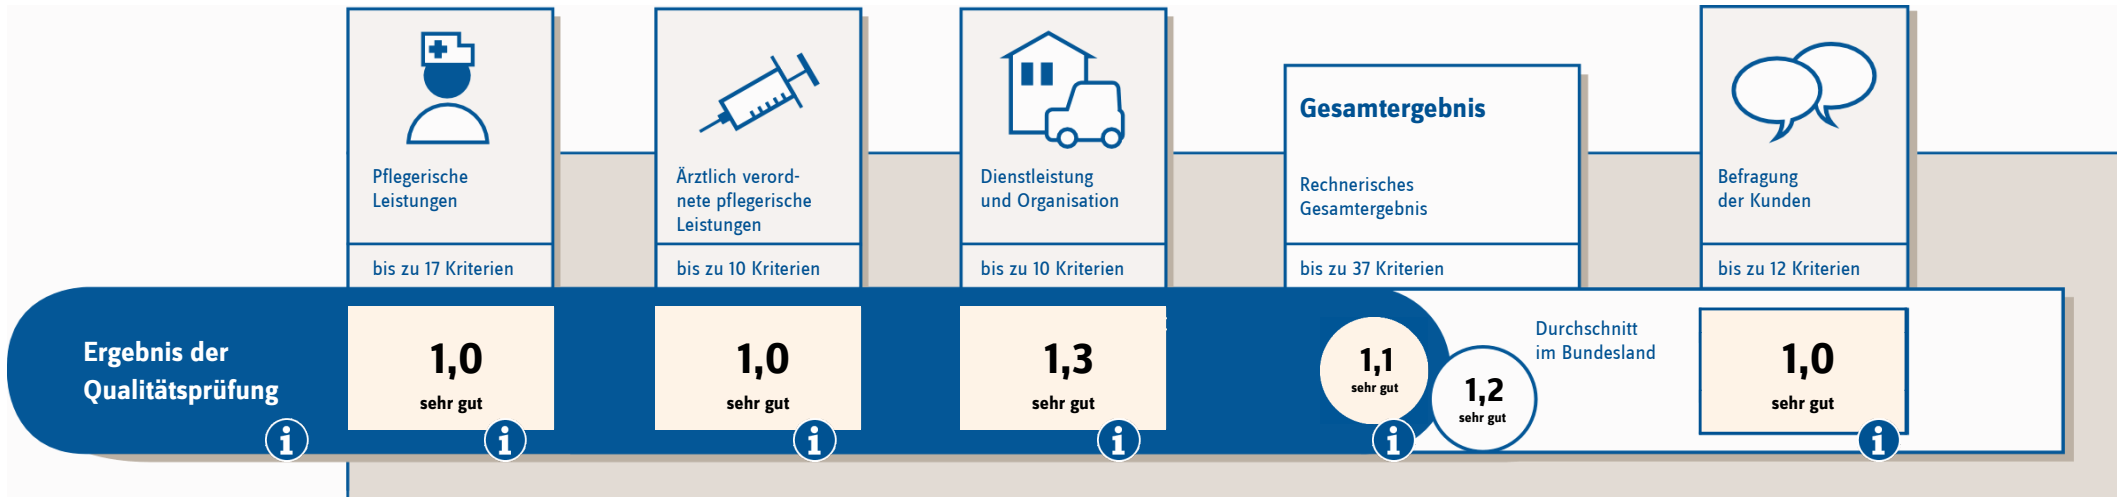 Pflegerische
Leistungen
bis zu 17 Kriterien
Ärztlich verord-
nete pflegerische
Leistungen
bis zu 10 Kriterien
Dienstleistung
und Organisation
bis zu 10 Kriterien
Gesamtergebnis
Rechnerisches
Gesamtergebnis
bis zu 37 Kriterien
Befragung
der Kunden
bis zu 12 Kriterien
Ergebnis der
Qualitätsprüfung
i
1,0
sehr gut
i
1,0
sehr gut
i
1,3
sehr gut
i
1,1
sehr gut
i
1,2
sehr gut
Durchschnitt
im Bundesland
1,0
sehr gut
i